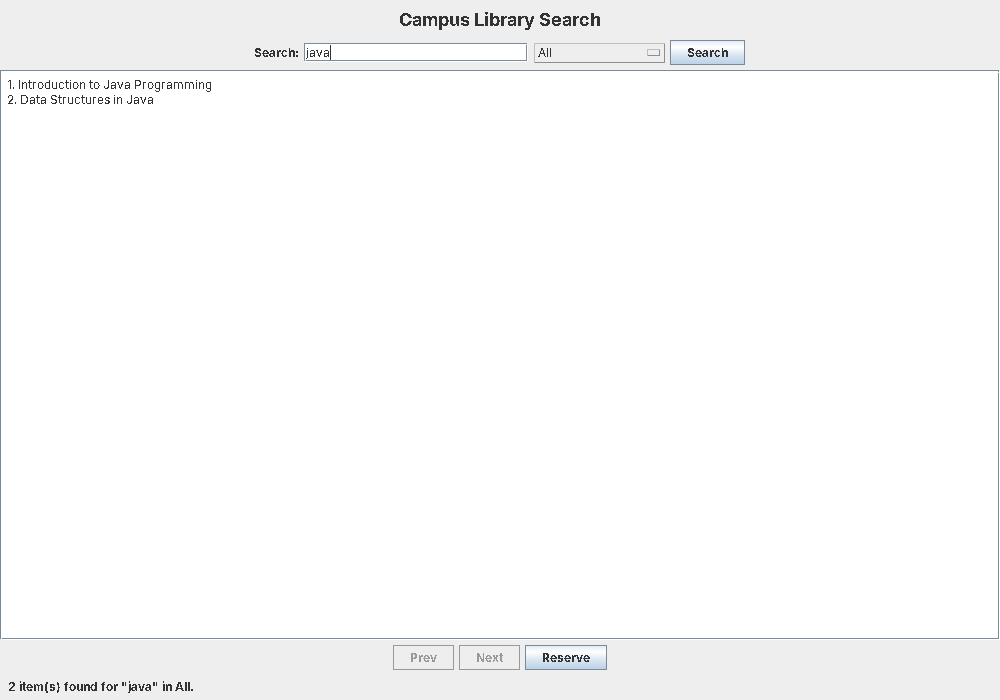 Campus Library Search
Search: java All Search
1. Introduction to Java Programming
2. Data Structures in Java
Prev Next Reserve
2 item(s) found for "java" in All.